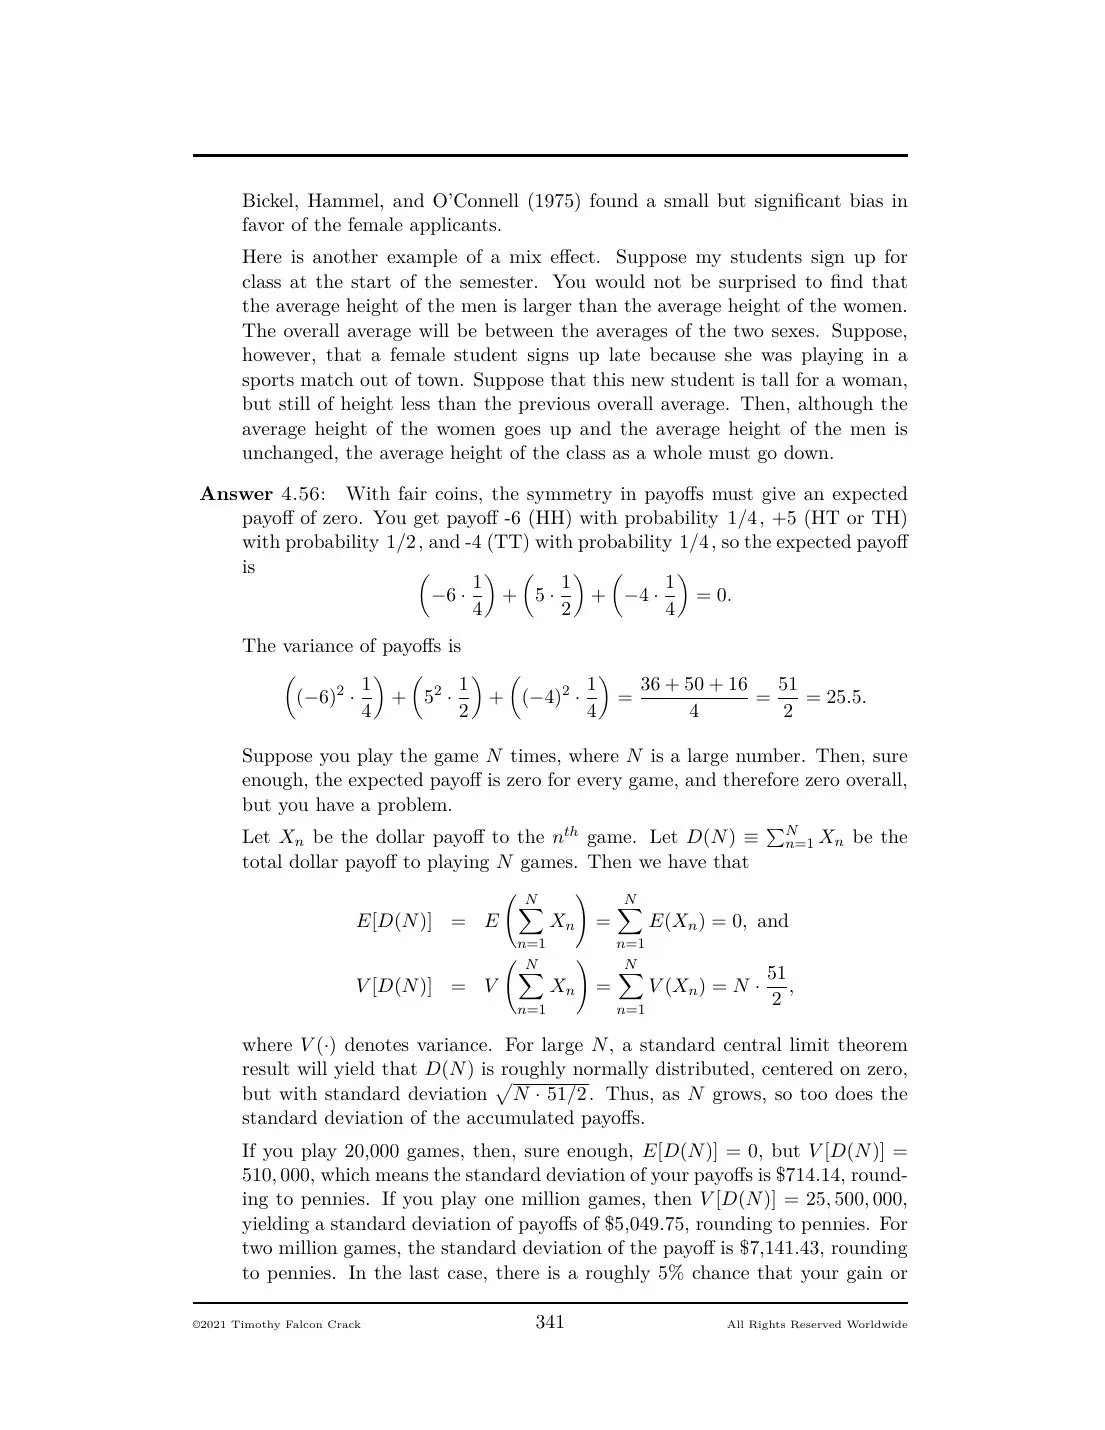 Bickel, Hammel, and O'Connell (1975) found a small but significant bias in
favor of the female applicants.
Here is another example of a mix effect. Suppose my students sign up for
class at the start of the semester. You would not be surprised to find that
the average height of the men is larger than the average height of the women.
The overall average will be between the averages of the two sexes. Suppose,
however, that a female student signs up late because she was playing in a
sports match out of town. Suppose that this new student is tall for a woman,
but still of height less than the previous overall average. Then, although the
average height of the women goes up and the average height of the men is
unchanged, the average height of the class as a whole must go down.
Answer 4.56: With fair coins, the symmetry in payoffs must give an expected
payoff of zero. You get payoff -6 (HH) with probability 1/4, +5 (HT or TH)
with probability 1/2, and -4 (TT) with probability 1/4, so the expected payoff
is
(−6 · 1/4) + (5 · 1/2) + (−4 · 1/4) = 0.
The variance of payoffs is
((−6)² · 1/4) + (5² · 1/2) + ((−4)² · 1/4) = (36 + 50 + 16)/4 = 51/2 = 25.5.
Suppose you play the game N times, where N is a large number. Then, sure
enough, the expected payoff is zero for every game, and therefore zero overall,
but you have a problem.
Let Xₙ be the dollar payoff to the n^{th} game. Let D(N) ≡ ∑_{n=1}^{N} Xₙ be the
total dollar payoff to playing N games. Then we have that
E[D(N)] = E(∑_{n=1}^{N} Xₙ) = ∑_{n=1}^{N} E(Xₙ) = 0, and
V[D(N)] = V(∑_{n=1}^{N} Xₙ) = ∑_{n=1}^{N} V(Xₙ) = N · 51/2,
where V(·) denotes variance. For large N, a standard central limit theorem
result will yield that D(N) is roughly normally distributed, centered on zero,
but with standard deviation √(N · 51/2). Thus, as N grows, so too does the
standard deviation of the accumulated payoffs.
If you play 20,000 games, then, sure enough, E[D(N)] = 0, but V[D(N)] =
510,000, which means the standard deviation of your payoffs is $714.14, round-
ing to pennies. If you play one million games, then V[D(N)] = 25,500,000,
yielding a standard deviation of payoffs of $5,049.75, rounding to pennies. For
two million games, the standard deviation of the payoff is $7,141.43, rounding
to pennies. In the last case, there is a roughly 5% chance that your gain or
©2021 Timothy Falcon Crack 341 All Rights Reserved Worldwide